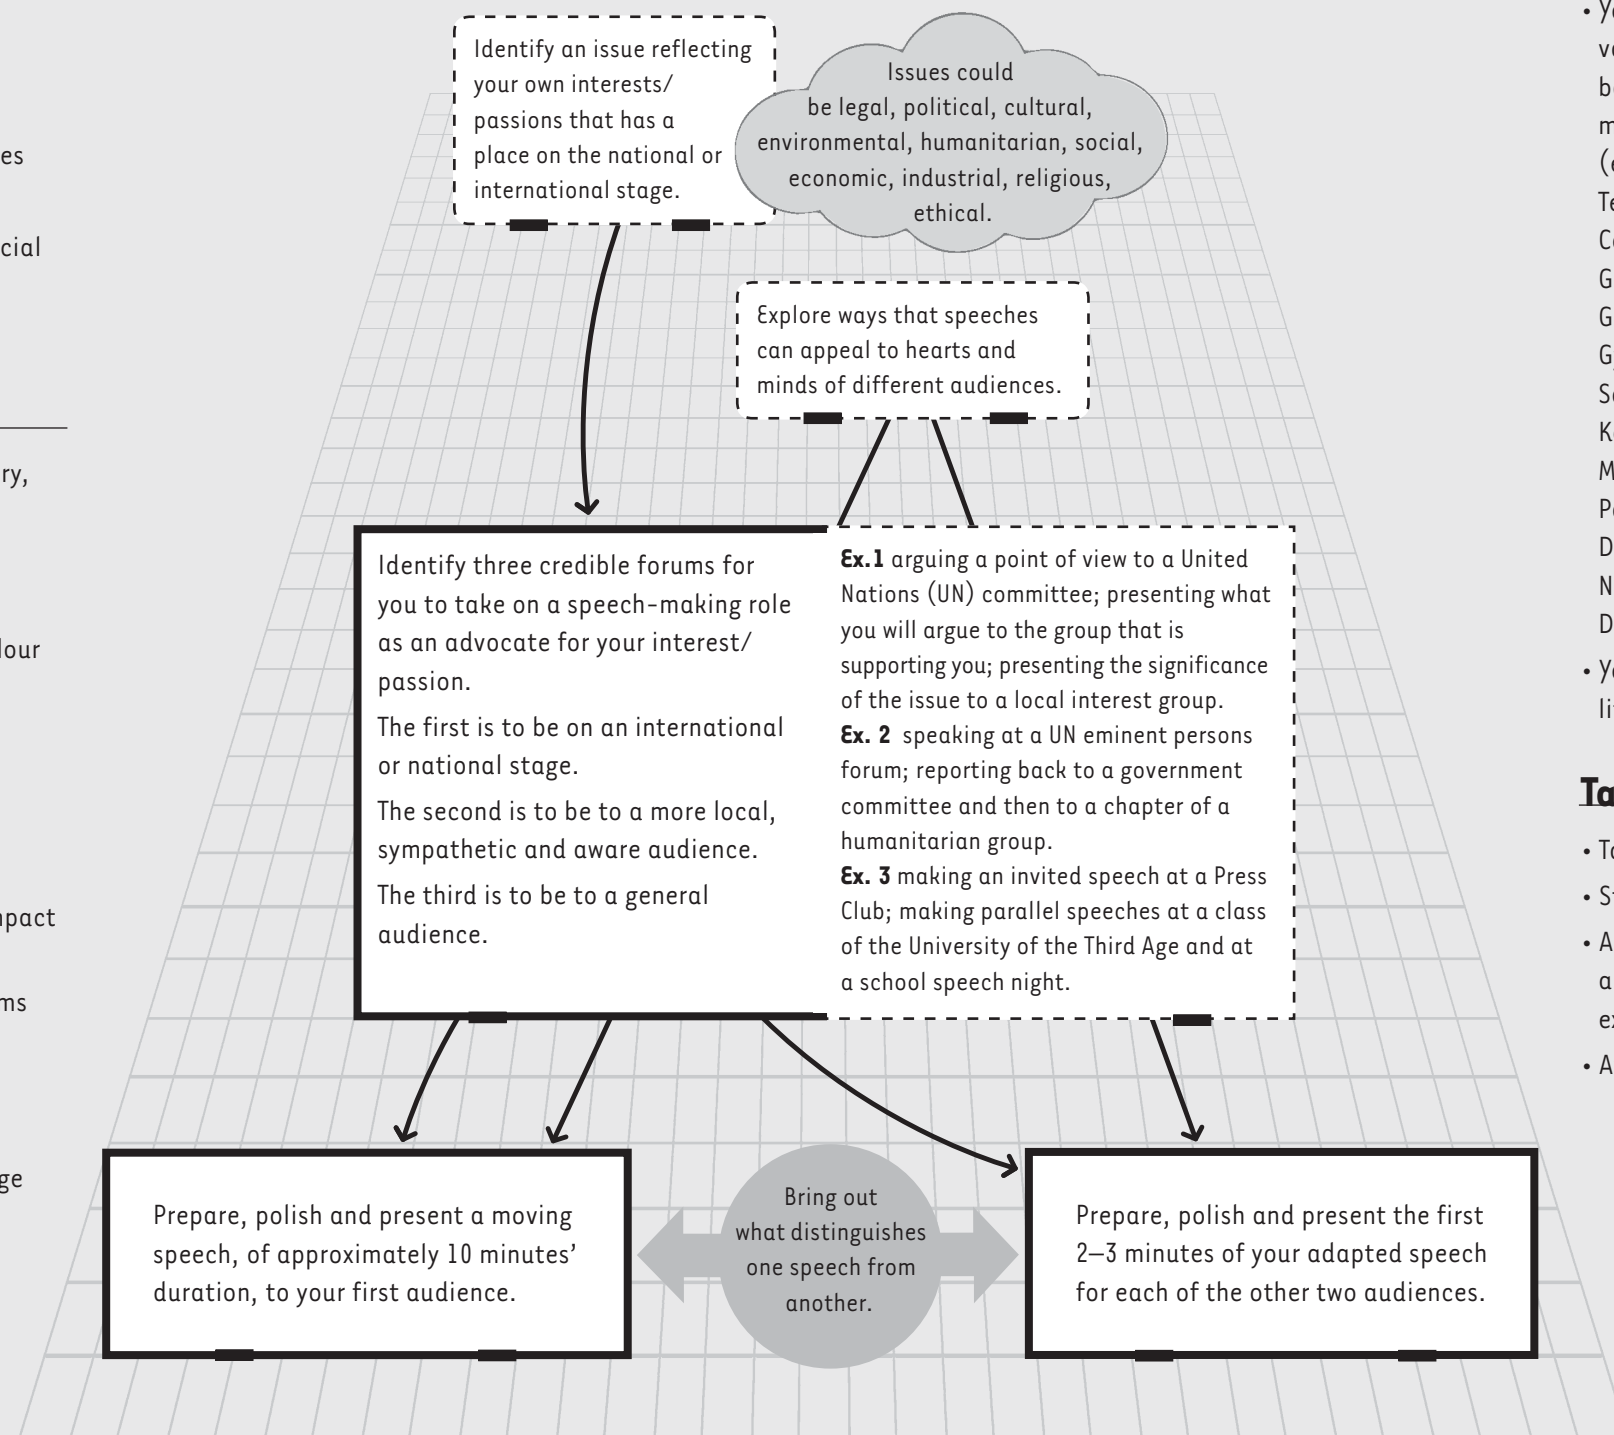 Identify an issue reflecting
your own interests/
passions that has a
place on the national or
international stage.
Issues could
be legal, political, cultural,
environmental, humanitarian, social,
economic, industrial, religious,
ethical.
Explore ways that speeches
can appeal to hearts and
minds of different audiences.
Identify three credible forums for
you to take on a speech-making role
as an advocate for your interest/
passion.
The first is to be on an international
or national stage.
The second is to be to a more local,
sympathetic and aware audience.
The third is to be to a general
audience.
Ex.1 arguing a point of view to a United
Nations (UN) committee; presenting what
you will argue to the group that is
supporting you; presenting the significance
of the issue to a local interest group.
Ex. 2 speaking at a UN eminent persons
forum; reporting back to a government
committee and then to a chapter of a
humanitarian group.
Ex. 3 making an invited speech at a Press
Club; making parallel speeches at a class
of the University of the Third Age and at
a school speech night.
Prepare, polish and present a moving
speech, of approximately 10 minutes'
duration, to your first audience.
Bring out
what distinguishes
one speech from
another.
Prepare, polish and present the first
2–3 minutes of your adapted speech
for each of the other two audiences.